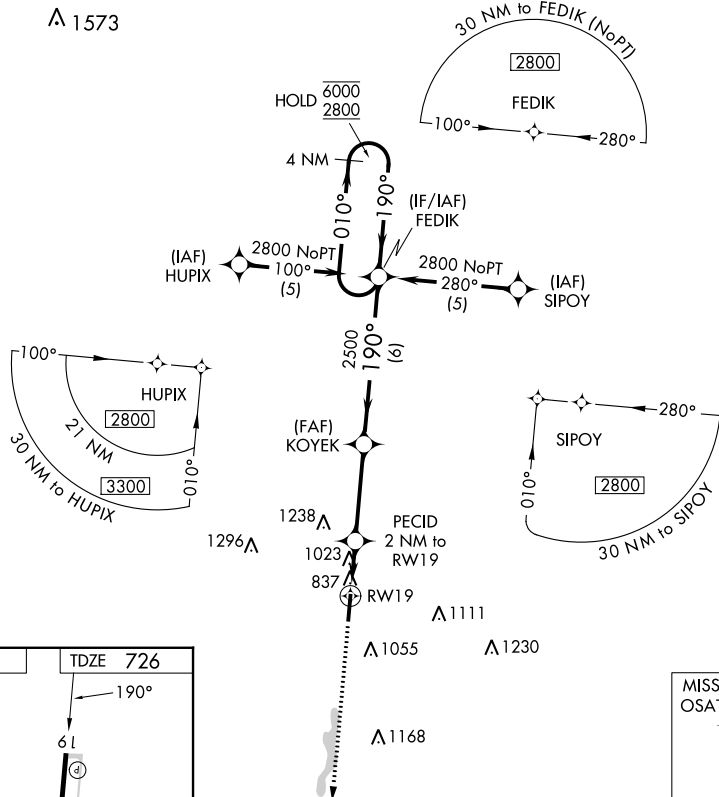 1573
30 NM to FEDIK (NoPT)
2800
FEDIK
100°
280°
HOLD 6000
2800
4 NM
010°
190°
(IF/IAF)
FEDIK
(IAF)
HUPIX
2800 NoPT
100°
(5)
2800 NoPT
280°
(5)
(IAF)
SIPOY
2500
190°
(6)
100°
HUPIX
2800
21 NM
3300
30 NM to HUPIX
010°
280°
SIPOY
2800
010°
30 NM to SIPOY
(FAF)
KOYEK
1238
1296
PECID
2 NM to
RW19
1023
837
RW19
1111
1055
1230
1168
TDZE 726
190°
19
P
MISS
OSAT